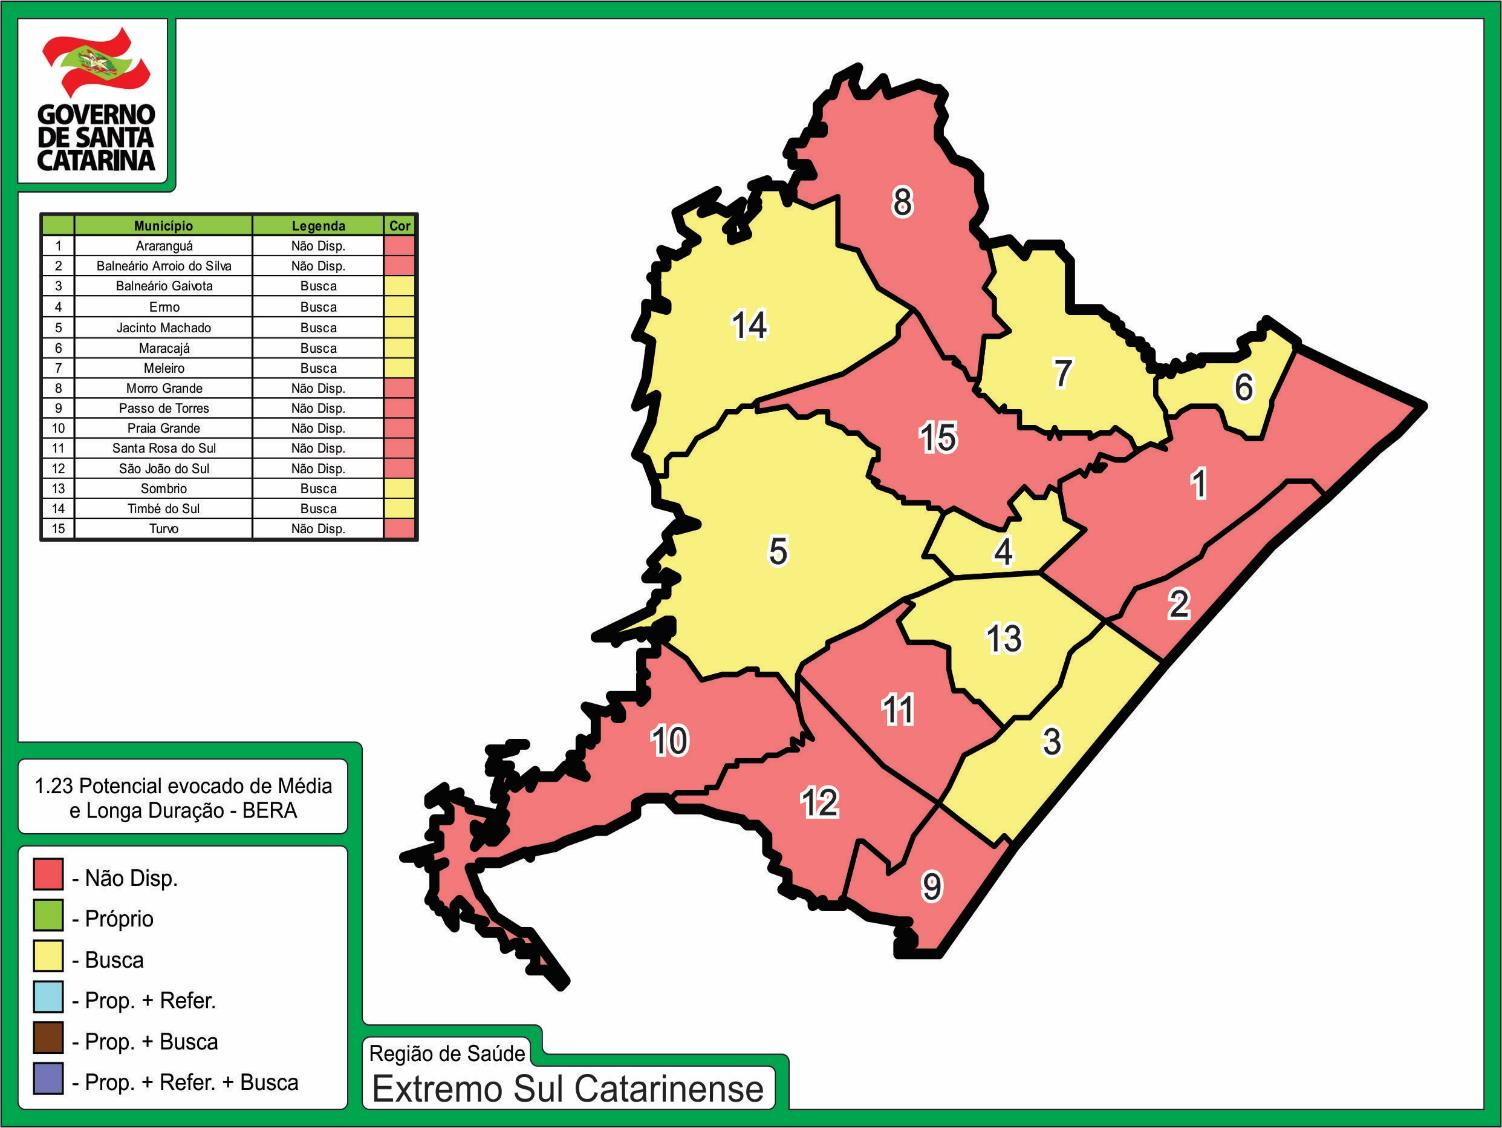 GOVERNO
DE SANTA
CATARINA
Município Legenda Cor
1 Araranguá Não Disp.
2 Balneário Arroio do Silva Não Disp.
3 Balneário Gaivota Busca
4 Ermo Busca
5 Jacinto Machado Busca
6 Maracajá Busca
7 Meleiro Busca
8 Morro Grande Não Disp.
9 Passo de Torres Não Disp.
10 Praia Grande Não Disp.
11 Santa Rosa do Sul Não Disp.
12 São João do Sul Não Disp.
13 Sombrio Busca
14 Timbé do Sul Busca
15 Turvo Não Disp.
8
14
7
6
15
1
5
4
2
13
11
3
10
12
9
1.23 Potencial evocado de Média
e Longa Duração - BERA
- Não Disp.
- Próprio
- Busca
- Prop. + Refer.
- Prop. + Busca
- Prop. + Refer. + Busca
Região de Saúde
Extremo Sul Catarinense